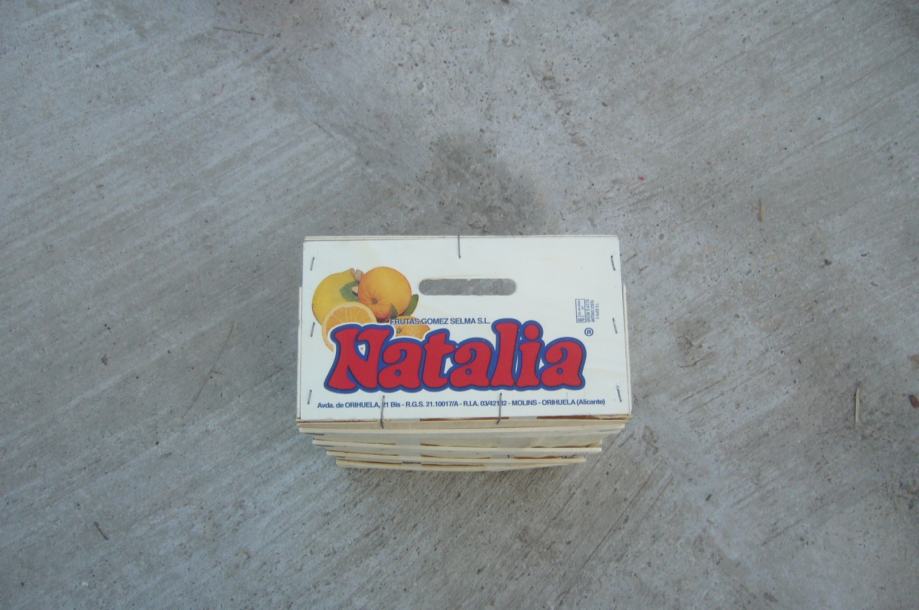 FRUTAS GOMEZ SELMA S.L.
Natalia ®
Avda. de ORIHUELA, 21 Bis - R.G.S. 21.10017/A - R.I.A. 03/42132 - MOLINS - ORIHUELA (Alicante)